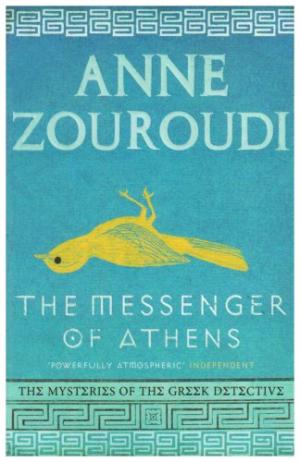 ANNE
ZOUROUDI
THE MESSENGER
OF ATHENS
'POWERFULLY ATMOSPHERIC' INDEPENDENT
THE MYSTERIES OF THE GREEK DETECTIVE